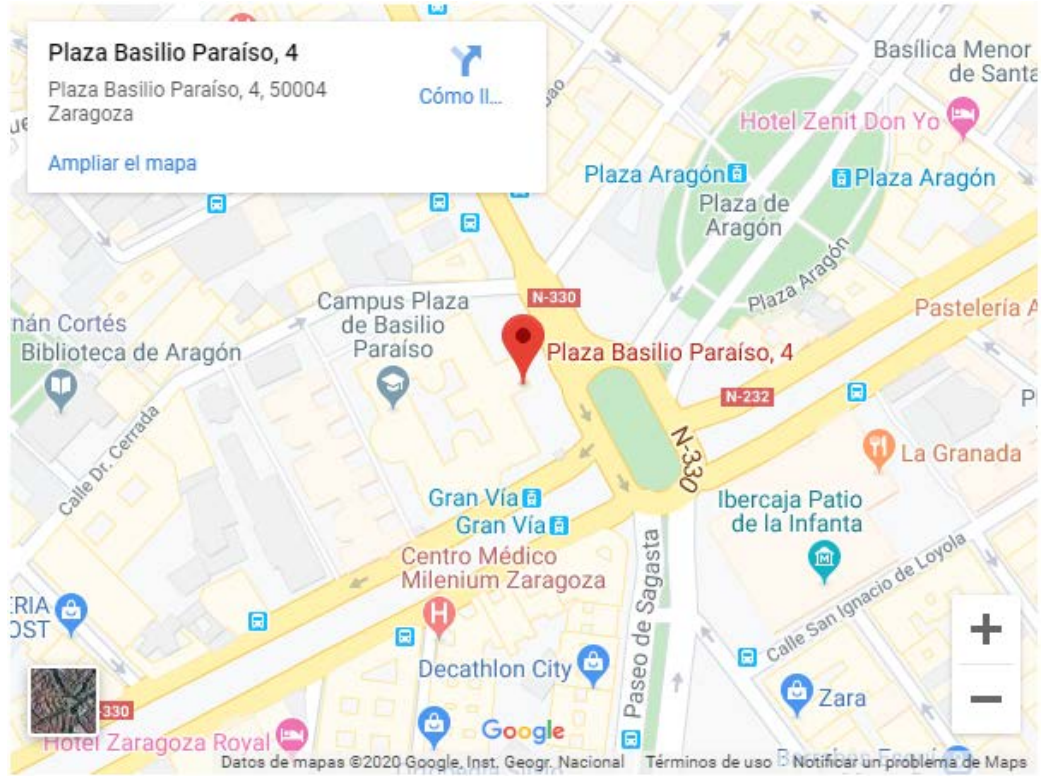 Plaza Basilio Paraíso, 4
Plaza Basilio Paraíso, 4, 50004
Zaragoza
Cómo ll...
Ampliar el mapa
Basílica Menor
de Santa
Hotel Zenit Don Yo
Plaza Aragón
Plaza Aragón
Plaza de
Aragón
Plaza Aragón
N-330
Campus Plaza
de Basilio
Paraíso
nán Cortés
Biblioteca de Aragón
Pastelería A
Plaza Basilio Paraíso, 4
N-232
P
N-330
La Granada
Calle Dr. Cerrada
Gran Vía
Gran Vía
Ibercaja Patio
de la Infanta
Centro Médico
Milenium Zaragoza
H
Paseo de Sagasta
Calle San Ignacio de Loyola
ERIA
OST
Decathlon City
Zara
+
−
-330
Hotel Zaragoza Royal
Google
Datos de mapas ©2020 Google, Inst. Geogr. Nacional
Términos de uso
Notificar un problema de Maps